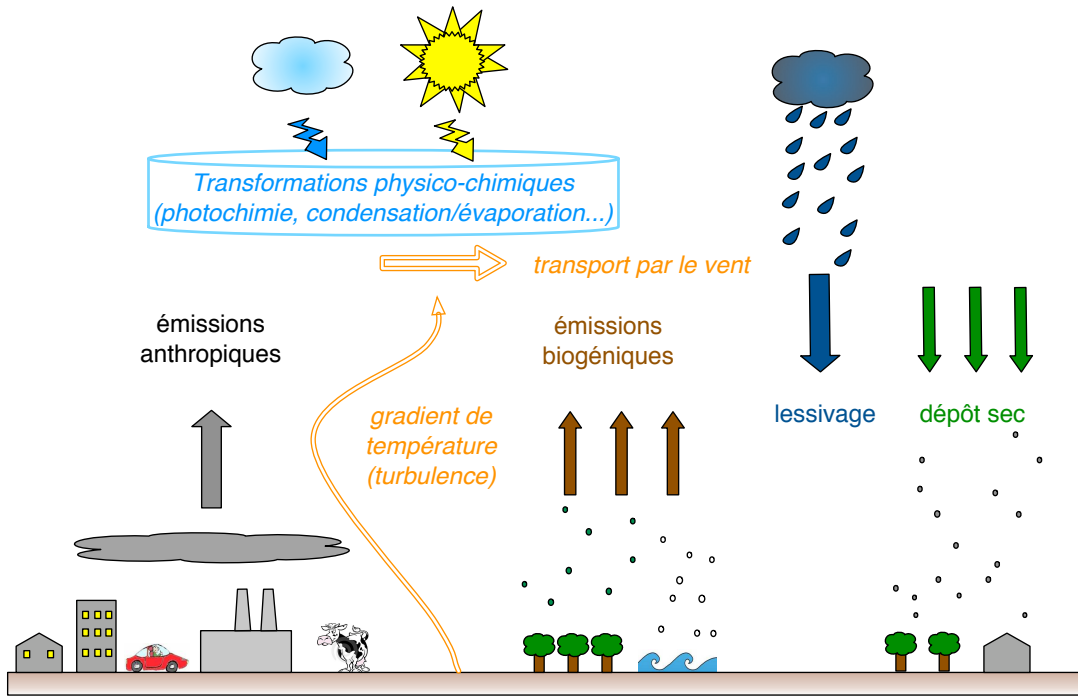 Transformations physico-chimiques
(photochimie, condensation/évaporation...)
transport par le vent
émissions
anthropiques
émissions
biogéniques
gradient de
température
(turbulence)
lessivage
dépôt sec